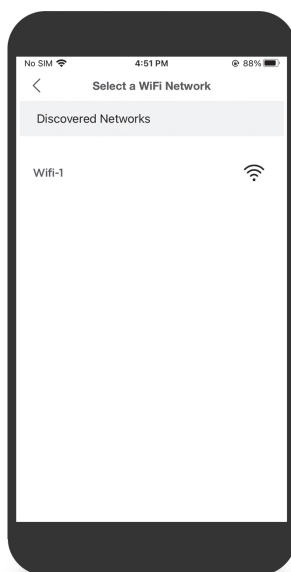 No SIM 4:51 PM 88%
Select a WiFi Network
Discovered Networks
Wifi-1